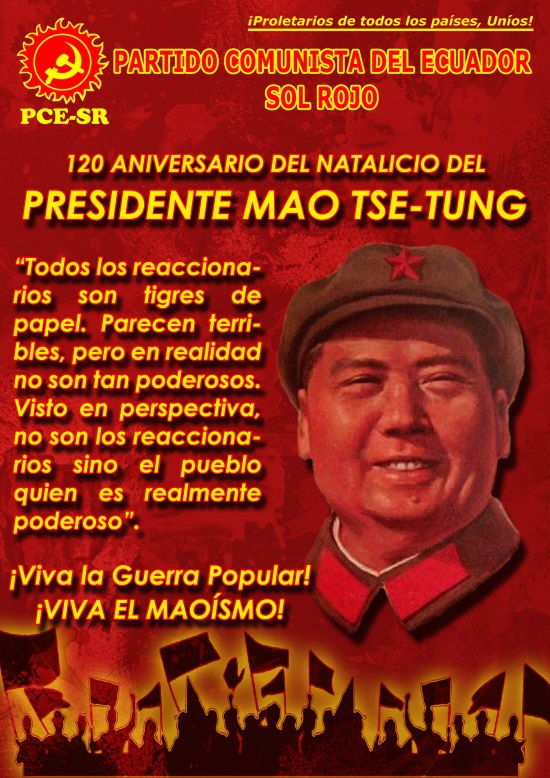 ¡Proletarios de todos los países, Uníos!
PARTIDO COMUNISTA DEL ECUADOR
SOL ROJO
PCE-SR
120 ANIVERSARIO DEL NATALICIO DEL
PRESIDENTE MAO TSE-TUNG
“Todos los reacciona-
rios son tigres de
papel. Parecen terri-
bles, pero en realidad
no son tan poderosos.
Visto en perspectiva,
no son los reacciona-
rios sino el pueblo
quien es realmente
poderoso”.
¡Viva la Guerra Popular!
¡VIVA EL MAOÍSMO!